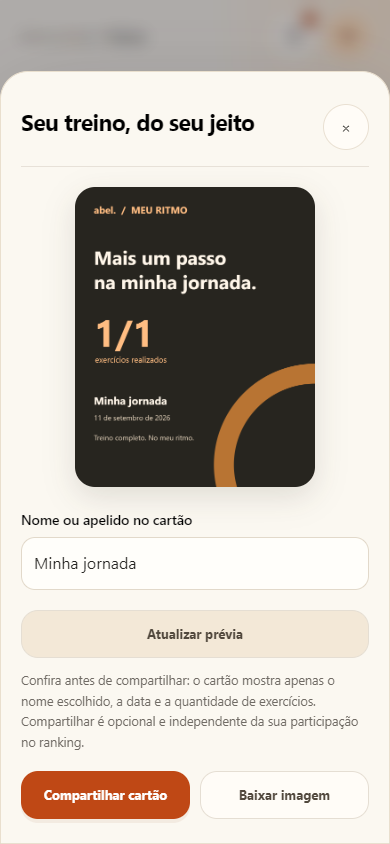 Seu treino, do seu jeito
×
abel. / MEU RITMO
Mais um passo
na minha jornada.
1/1
exercícios realizados
Minha jornada
11 de setembro de 2026
Treino completo. No meu ritmo.
Nome ou apelido no cartão
Minha jornada
Atualizar prévia
Confira antes de compartilhar: o cartão mostra apenas o
nome escolhido, a data e a quantidade de exercícios.
Compartilhar é opcional e independente da sua participação
no ranking.
Compartilhar cartão
Baixar imagem